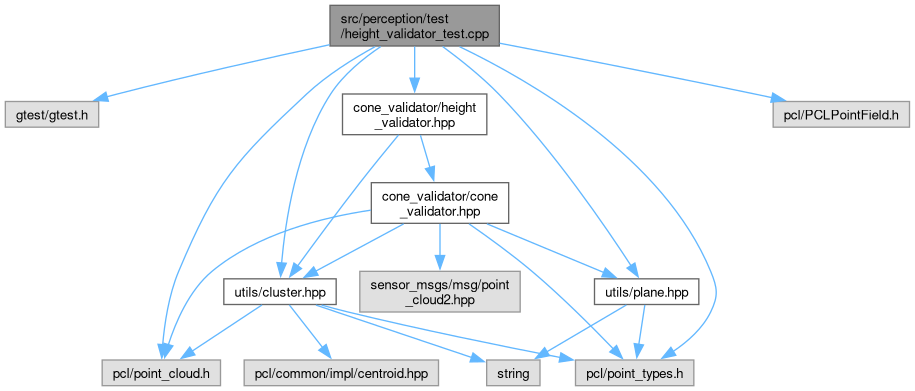 src/perception/test
/height_validator_test.cpp
gtest/gtest.h
cone_validator/height
_validator.hpp
pcl/PCLPointField.h
cone_validator/cone
_validator.hpp
utils/cluster.hpp
sensor_msgs/msg/point
_cloud2.hpp
utils/plane.hpp
pcl/point_cloud.h
pcl/common/impl/centroid.hpp
string
pcl/point_types.h